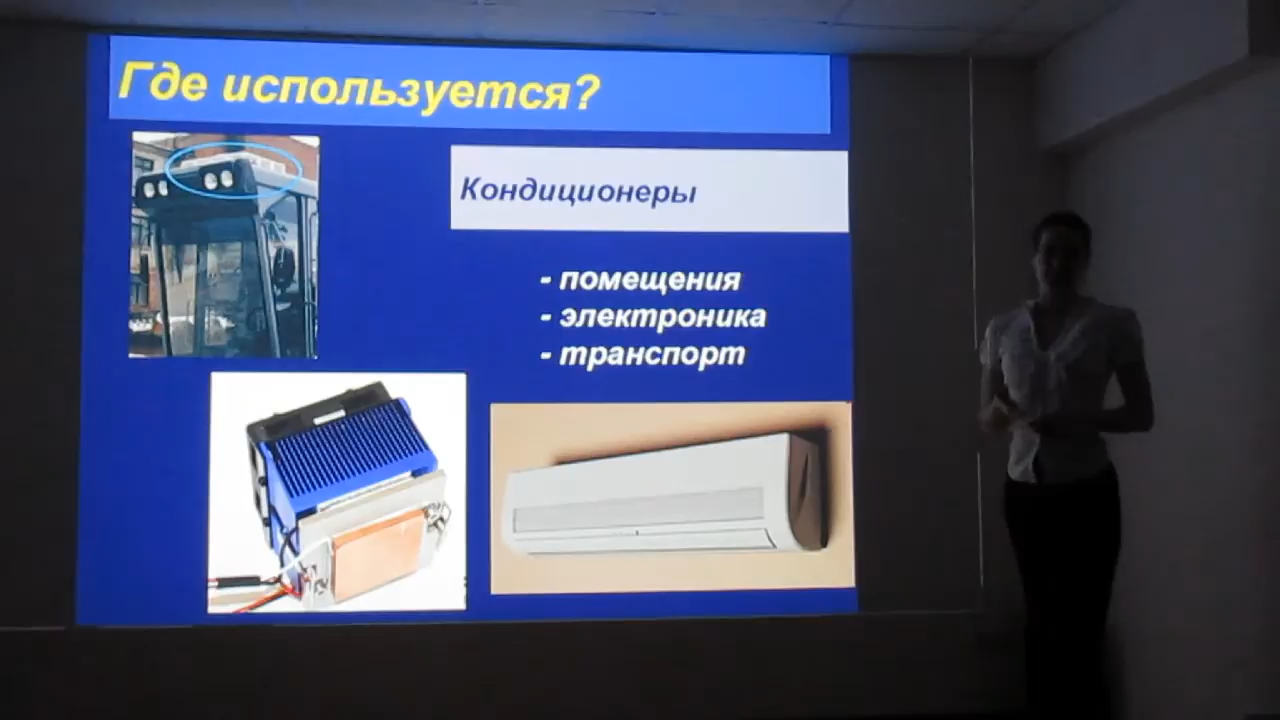 Где используется?
Кондиционеры
- помещения
- электроника
- транспорт